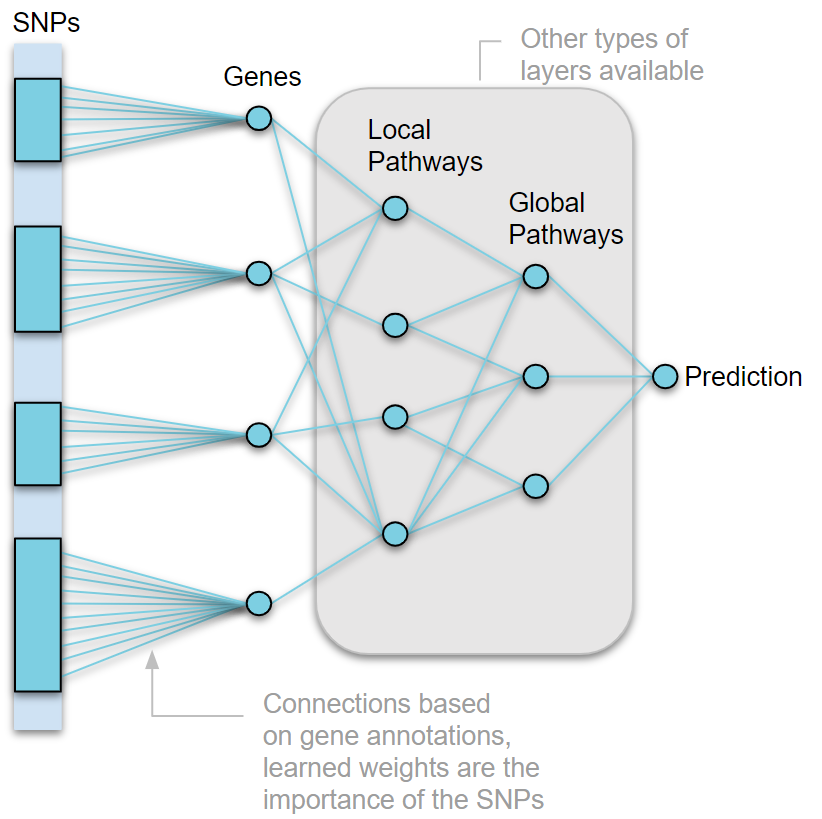 SNPs
Genes
Other types of
layers available
Local
Pathways
Global
Pathways
Prediction
Connections based
on gene annotations,
learned weights are the
importance of the SNPs